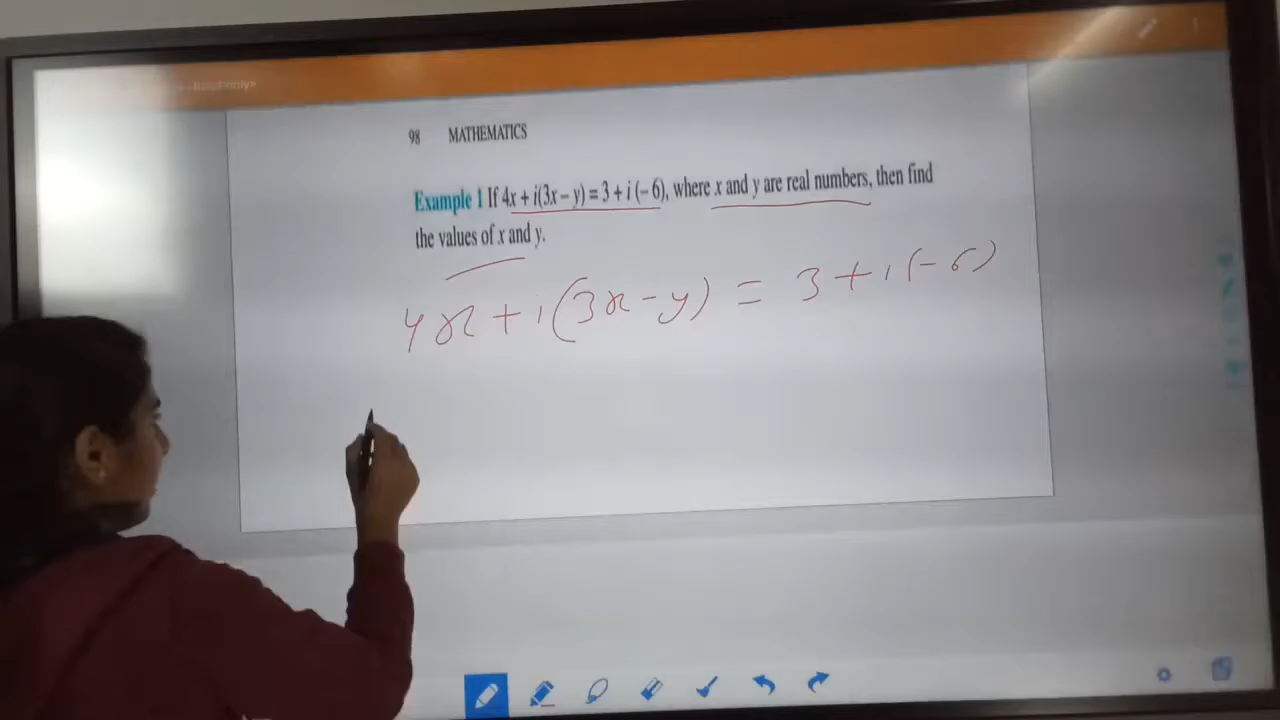 98 MATHEMATICS
Example 1 If 4x + i(3x – y) = 3 + i (– 6), where x and y are real numbers, then find
the values of x and y.
4x + i(3x - y) = 3 + i(-6)